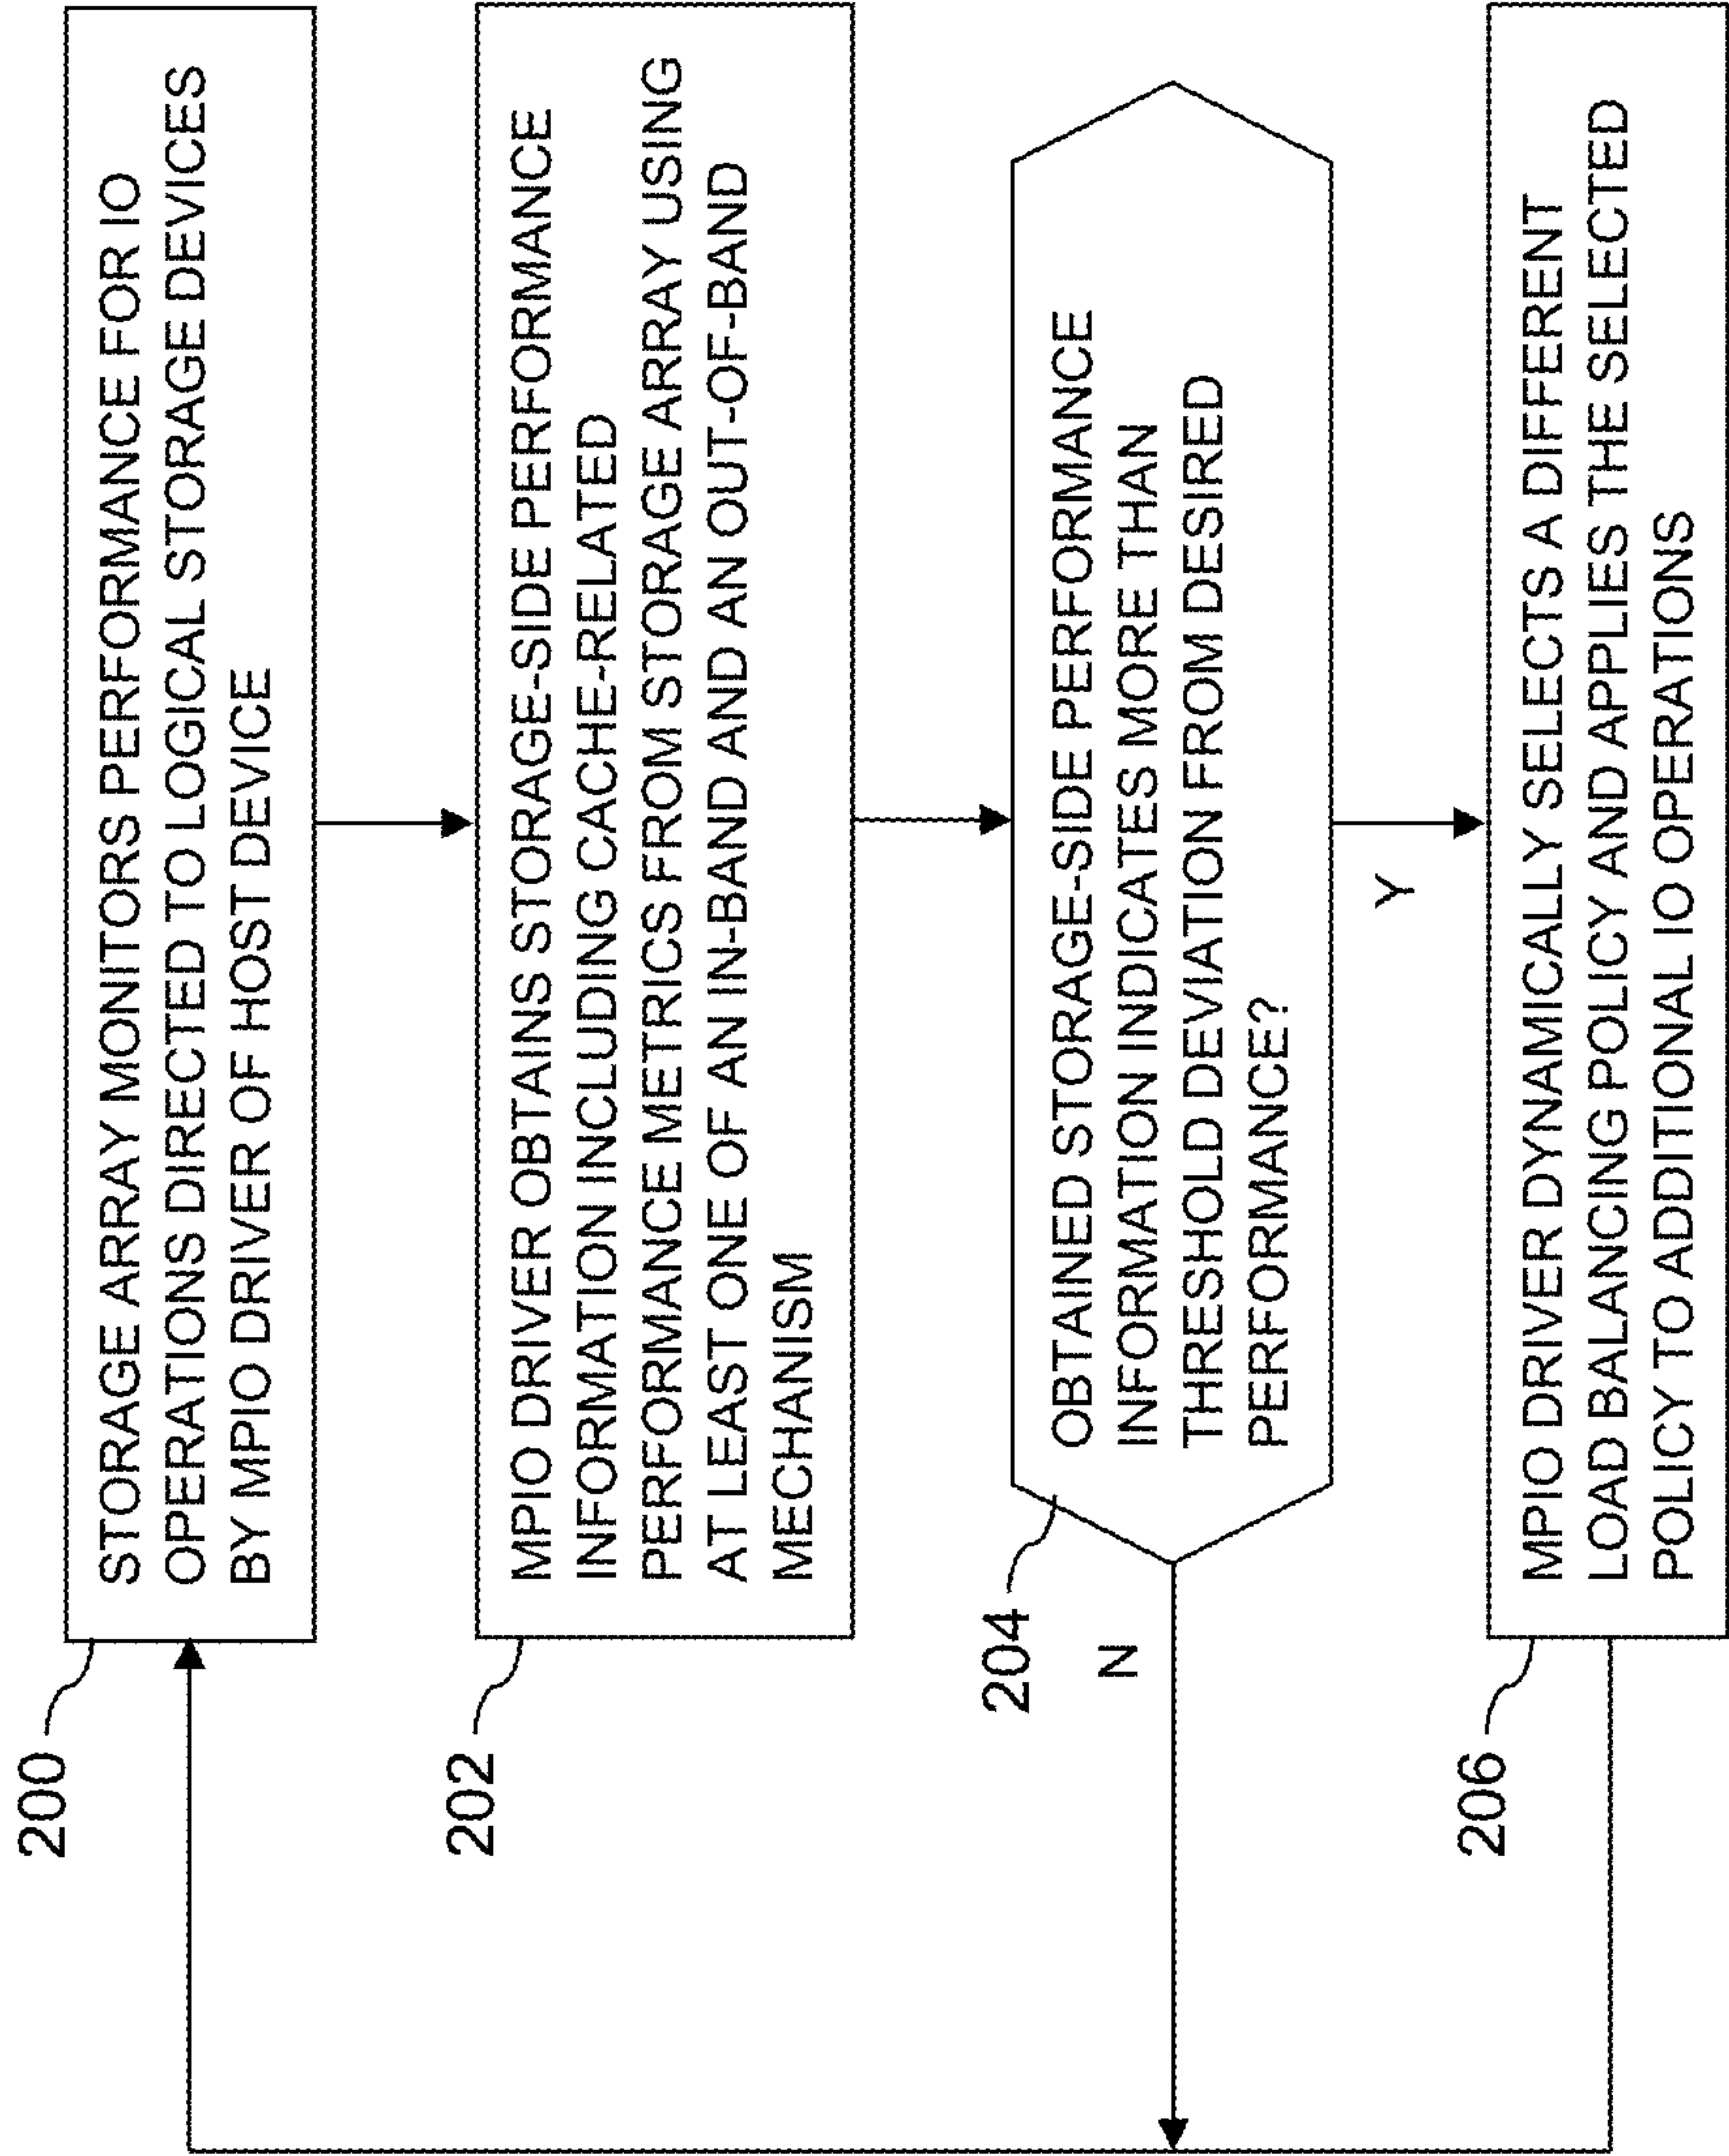 200
STORAGE ARRAY MONITORS PERFORMANCE FOR IO
OPERATIONS DIRECTED TO LOGICAL STORAGE DEVICES
BY MPIO DRIVER OF HOST DEVICE
202
MPIO DRIVER OBTAINS STORAGE-SIDE PERFORMANCE
INFORMATION INCLUDING CACHE-RELATED
PERFORMANCE METRICS FROM STORAGE ARRAY USING
AT LEAST ONE OF AN IN-BAND AND AN OUT-OF-BAND
MECHANISM
204
OBTAINED STORAGE-SIDE PERFORMANCE
INFORMATION INDICATES MORE THAN
THRESHOLD DEVIATION FROM DESIRED
PERFORMANCE?
N
Y
206
MPIO DRIVER DYNAMICALLY SELECTS A DIFFERENT
LOAD BALANCING POLICY AND APPLIES THE SELECTED
POLICY TO ADDITIONAL IO OPERATIONS